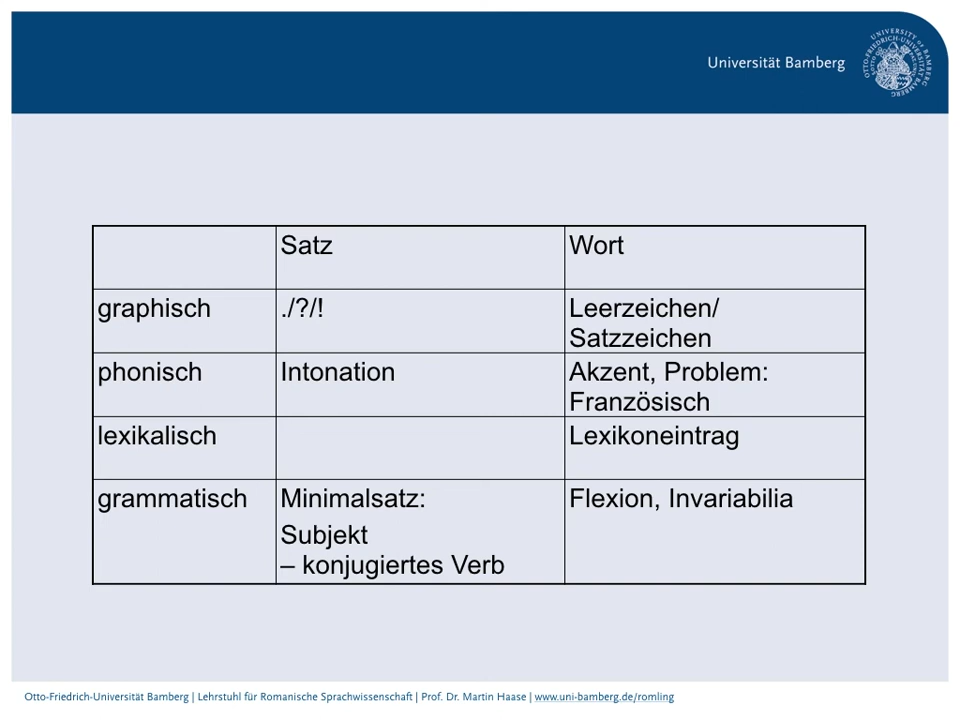 Universität Bamberg
Satz
Wort
graphisch
./?/!
Leerzeichen/
Satzzeichen
phonisch
Intonation
Akzent, Problem:
Französisch
lexikalisch
Lexikoneintrag
grammatisch
Minimalsatz:
Subjekt
– konjugiertes Verb
Flexion, Invariabilia
Otto-Friedrich-Universität Bamberg | Lehrstuhl für Romanische Sprachwissenschaft | Prof. Dr. Martin Haase | www.uni-bamberg.de/romling